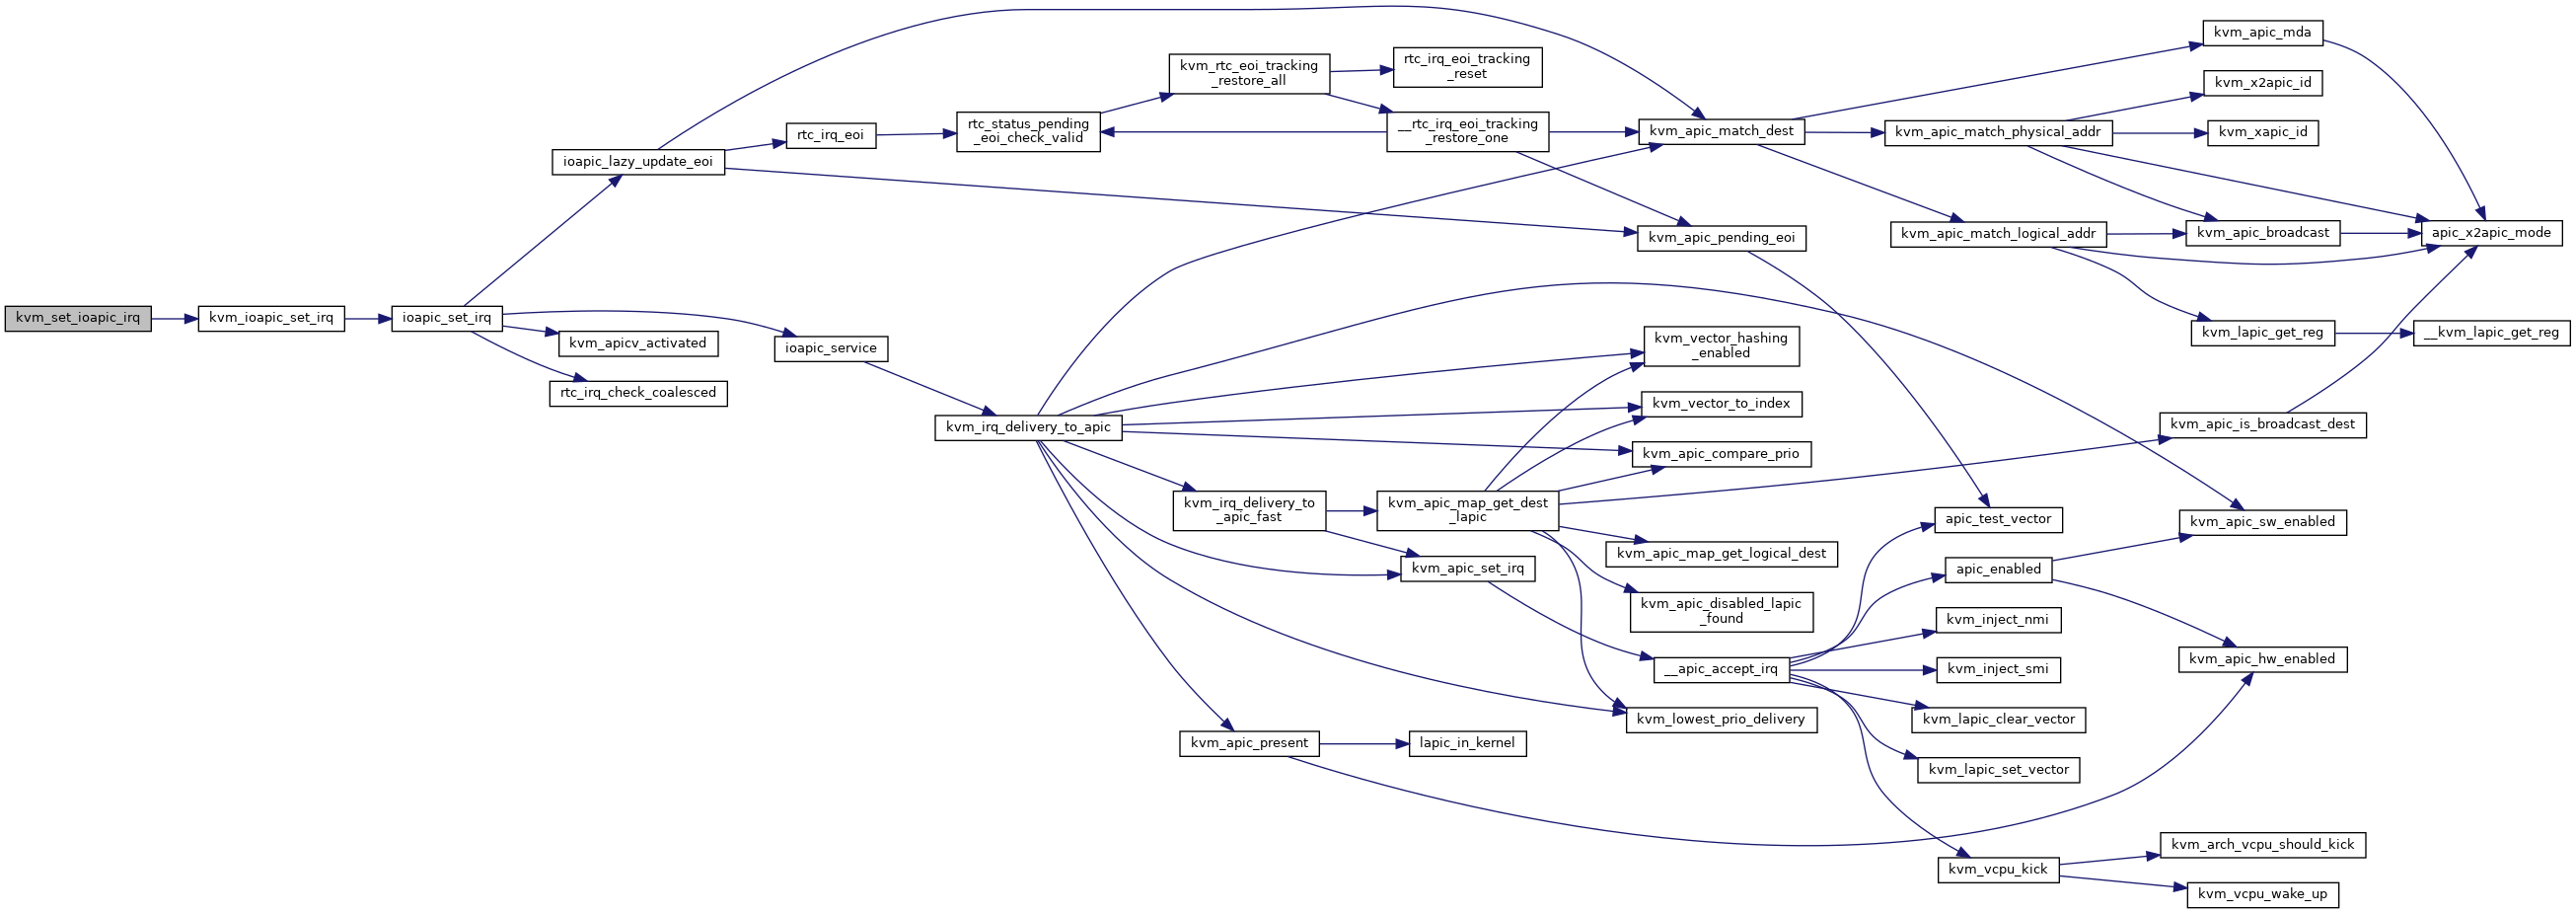 kvm_set_ioapic_irq
kvm_ioapic_set_irq
ioapic_set_irq
ioapic_lazy_update_eoi
kvm_apicv_activated
rtc_irq_check_coalesced
rtc_irq_eoi
ioapic_service
rtc_status_pending
_eoi_check_valid
kvm_irq_delivery_to_apic
kvm_rtc_eoi_tracking
_restore_all
kvm_irq_delivery_to
_apic_fast
kvm_apic_present
rtc_irq_eoi_tracking
_reset
__rtc_irq_eoi_tracking
_restore_one
kvm_apic_map_get_dest
_lapic
kvm_apic_set_irq
lapic_in_kernel
kvm_apic_match_dest
kvm_apic_pending_eoi
kvm_vector_hashing
_enabled
kvm_vector_to_index
kvm_apic_compare_prio
kvm_apic_map_get_logical_dest
kvm_apic_disabled_lapic
_found
__apic_accept_irq
kvm_lowest_prio_delivery
kvm_apic_match_physical_addr
kvm_apic_match_logical_addr
apic_test_vector
apic_enabled
kvm_inject_nmi
kvm_inject_smi
kvm_lapic_clear_vector
kvm_lapic_set_vector
kvm_vcpu_kick
kvm_apic_mda
kvm_x2apic_id
kvm_xapic_id
kvm_apic_broadcast
kvm_lapic_get_reg
kvm_apic_is_broadcast_dest
kvm_apic_sw_enabled
kvm_apic_hw_enabled
kvm_arch_vcpu_should_kick
kvm_vcpu_wake_up
apic_x2apic_mode
__kvm_lapic_get_reg